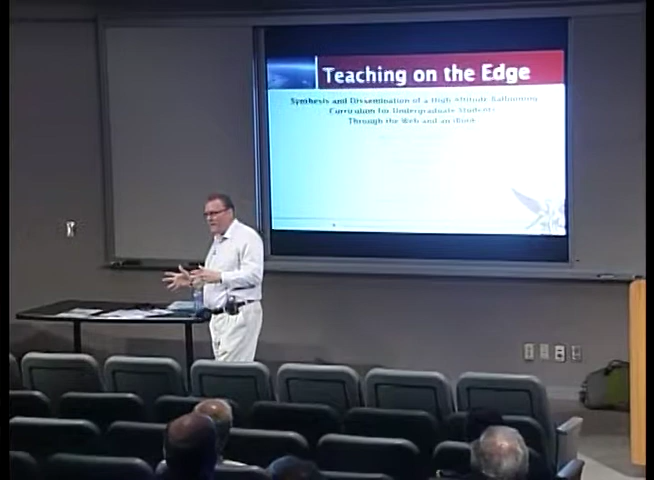 Teaching on the Edge
Synthesis and Dissemination of a High Altitude Ballooning
Curriculum for Undergraduate Students
Through the Web and an iBook